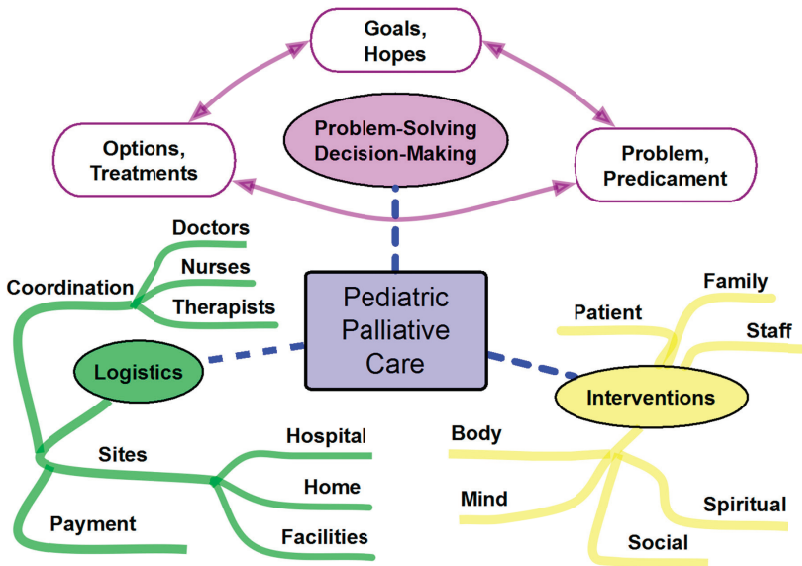 Goals,
Hopes
Problem-Solving
Decision-Making
Options,
Treatments
Problem,
Predicament
Doctors
Nurses
Therapists
Coordination
Pediatric
Palliative
Care
Family
Patient
Staff
Logistics
Interventions
Sites
Hospital
Home
Facilities
Payment
Body
Mind
Spiritual
Social